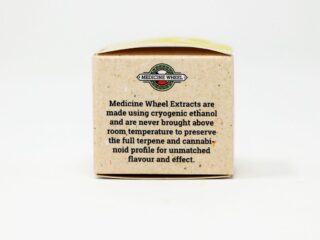 MEDICINE WHEEL
Medicine Wheel Extracts are
made using cryogenic ethanol
and are never brought above
room temperature to preserve
the full terpene and cannabi-
noid profile for unmatched
flavour and effect.